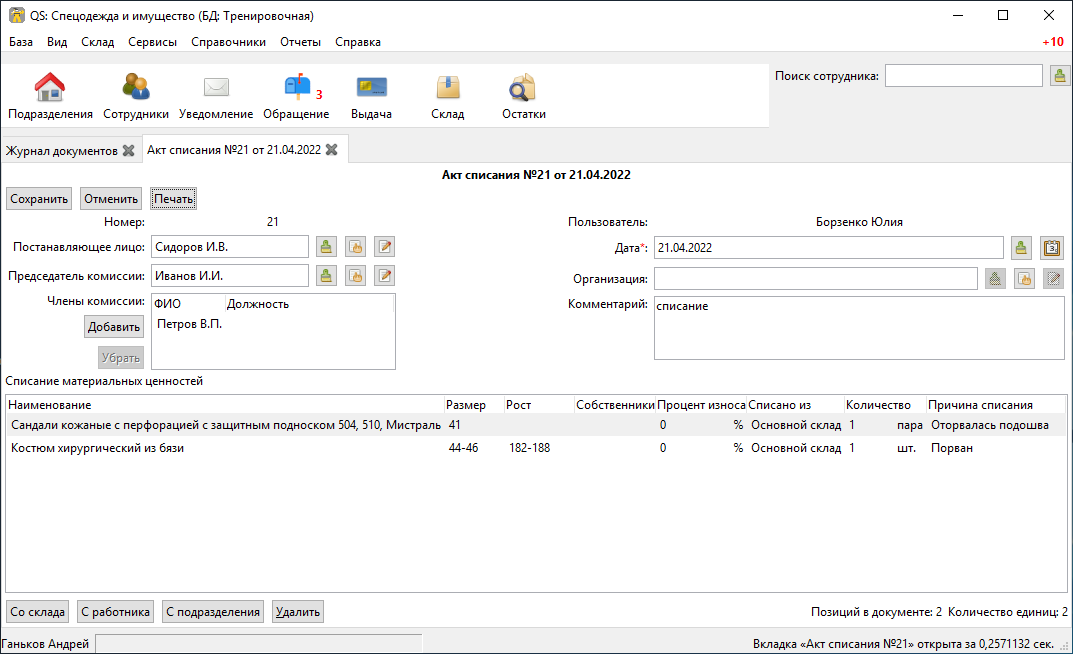 QS: Спецодежда и имущество (БД: Тренировочная)
База Вид Склад Сервисы Справочники Отчеты Справка +10
Подразделения Сотрудники Уведомление Обращение 3 Выдача Склад Остатки
Поиск сотрудника:
Журнал документов Акт списания №21 от 21.04.2022
Акт списания №21 от 21.04.2022
Сохранить Отменить Печать
Номер: 21 Пользователь: Борзенко Юлия
Постанавляющее лицо: Сидоров И.В. Дата*: 21.04.2022
Председатель комиссии: Иванов И.И. Организация:
Члены комиссии: ФИО Должность Комментарий: списание
Петров В.П.
Добавить
Убрать
Списание материальных ценностей
Наименование Размер Рост Собственники Процент износа Списано из Количество Причина списания
Сандали кожаные с перфорацией с защитным подноском 504, 510, Мистраль 41 0 % Основной склад 1 пара Оторвалась подошва
Костюм хирургический из бязи 44-46 182-188 0 % Основной склад 1 шт. Порван
Со склада С работника С подразделения Удалить Позиций в документе: 2 Количество единиц: 2
Ганьков Андрей Вкладка «Акт списания №21» открыта за 0,2571132 сек.